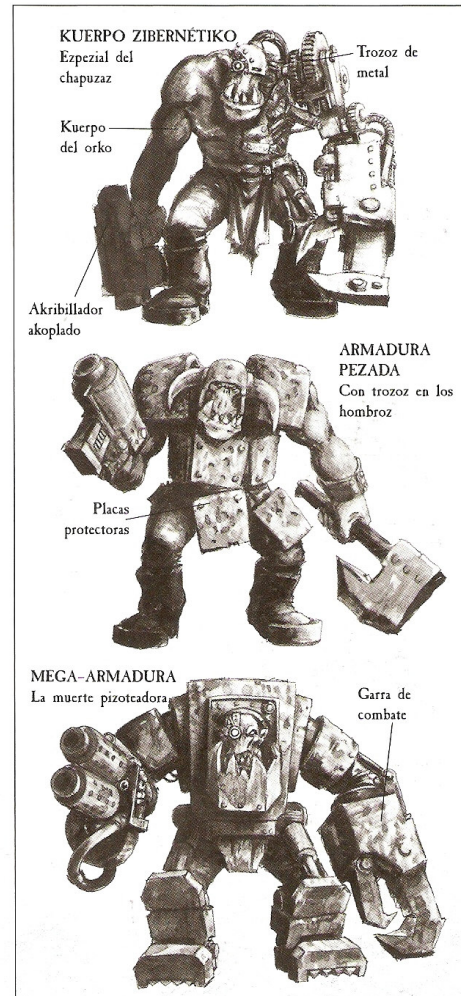 KUERPO ZIBERNÉTIKO
Ezpezial del
chapuzaz
Trozoz de
metal
Kuerpo
del orko
Akribillador
akoplado
ARMADURA
PEZADA
Con trozoz en los
hombroz
Placas
protectoras
MEGA-ARMADURA
La muerte pizoteadora
Garra de
combate